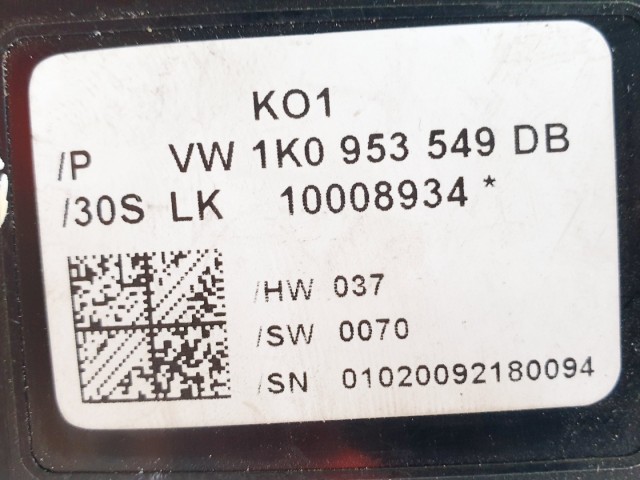 KO1
/P VW 1K0 953 549 DB
/30S LK 10008934 *
/HW 037
/SW 0070
/SN 01020092180094